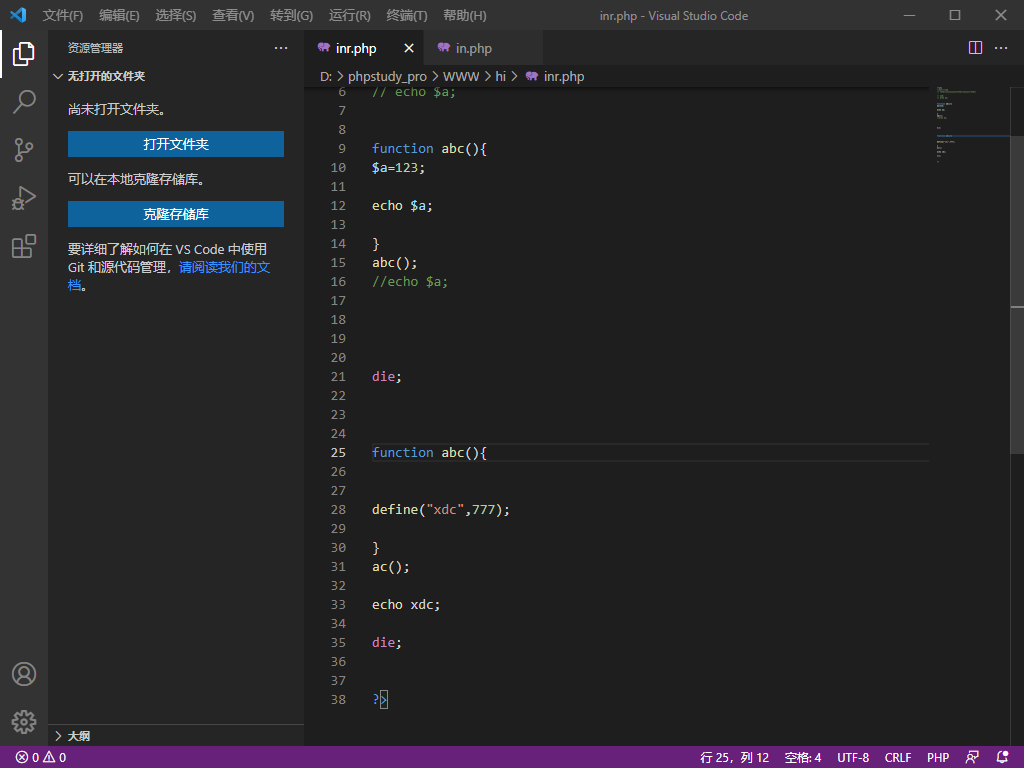 文件(F) 编辑(E) 选择(S) 查看(V) 转到(G) 运行(R) 终端(T) 帮助(H) inr.php - Visual Studio Code
资源管理器
无打开的文件夹
尚未打开文件夹。
打开文件夹
可以在本地克隆存储库。
克隆存储库
要详细了解如何在 VS Code 中使用
Git 和源代码管理，请阅读我们的文
档。
大纲
inr.php in.php
D: > phpstudy_pro > WWW > hi > inr.php
6 // echo $a;
7
8
9 function abc(){
10 $a=123;
11
12 echo $a;
13
14 }
15 abc();
16 //echo $a;
17
18
19
20
21 die;
22
23
24
25 function abc(){
26
27
28 define("xdc",777);
29
30 }
31 ac();
32
33 echo xdc;
34
35 die;
36
37
38 ?>
0 0 行 25，列 12 空格: 4 UTF-8 CRLF PHP